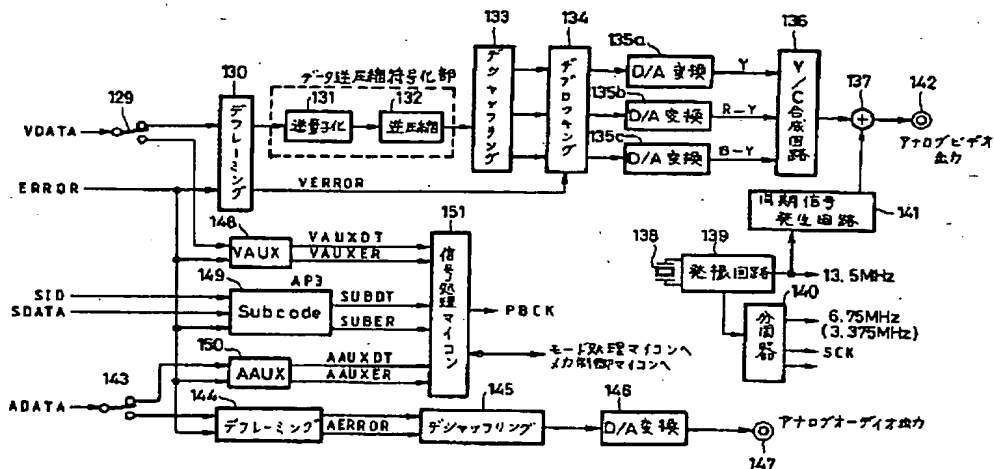 133
134
136
135a
130
データ逆圧縮符号化部
デシャッフリング
デブロッキング
D/A 変換
Y
Y/C合成回路
137
142
129
131
132
135b
VDATA
デフレーミング
逆量子化
逆圧縮
D/A 変換
R-Y
アナログビデオ
出力
135c
D/A 変換
B-Y
ERROR
VERROR
同期信号
発生回路
141
148
151
VAUX
VAUXDT
VAUXER
信号処理マイコン
138
139
発振回路
13.5MHz
149
AP3
140
SID
SDATA
Subcode
SUBDT
SUBER
PBCK
分周器
6.75MHz
(3.375MHz)
SCK
150
モード処理マイコンへ
メカ制御マイコンへ
143
AAUX
AAUXDT
AAUXER
ADATA
144
145
146
デフレーミング
AERROR
デシャッフリング
D/A 変換
アナログオーディオ出力
147